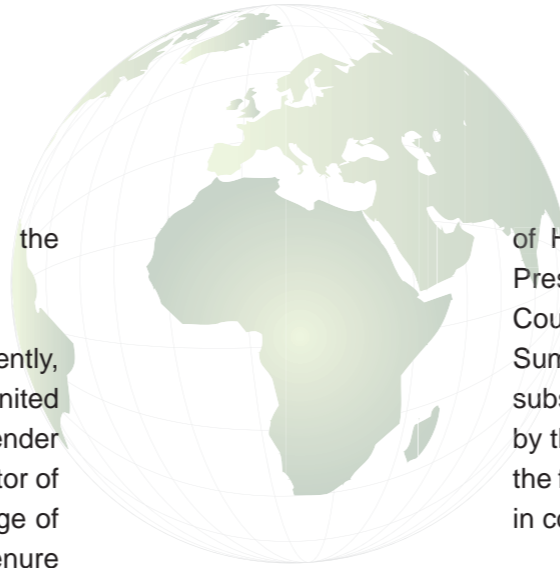 the
ently,
nited
ender
tor of
ge of
enure
of H
Pres
Cou
Sum
subs
by th
the f
in co